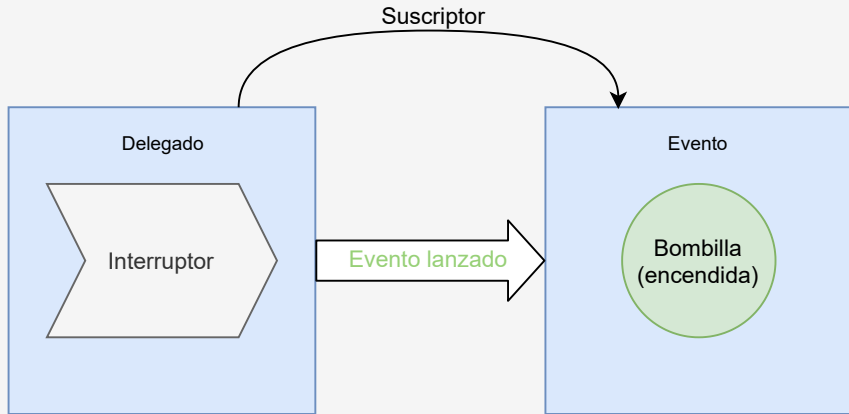 Suscriptor
Delegado
Evento
Interruptor
Evento lanzado
Bombilla
(encendida)